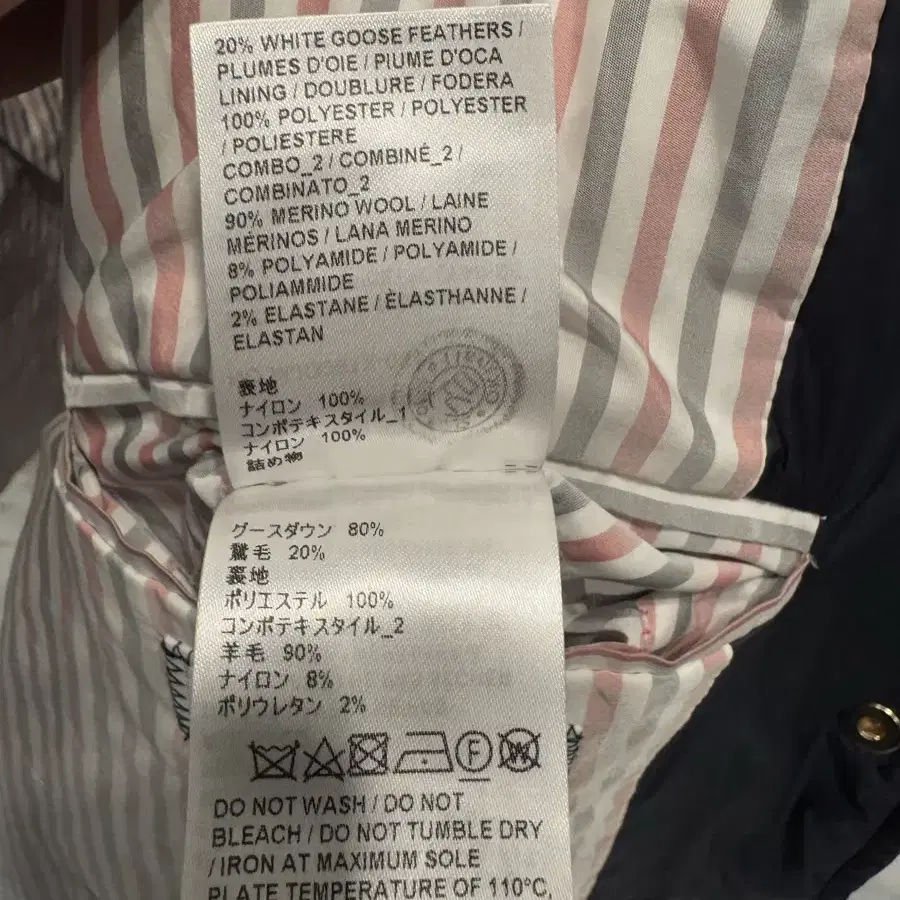 20% WHITE GOOSE FEATHERS /
PLUMES D'OIE / PIUME D'OCA
LINING / DOUBLURE / FODERA
100% POLYESTER / POLYESTER
/ POLIESTERE
COMBO_2 / COMBINÉ_2 /
COMBINATO_2
90% MERINO WOOL / LAINE
MÉRINOS / LANA MERINO
8% POLYAMIDE / POLYAMIDE /
POLIAMMIDE
2% ELASTANE / ÈLASTHANNE /
ELASTAN
裏地
ナイロン 100%
コンポテキスタイル_1
ナイロン 100%
詰め物
グースダウン 80%
鵞毛 20%
裏地
ポリエステル 100%
コンポテキスタイル_2
羊毛 90%
ナイロン 8%
ポリウレタン 2%
F
W
DO NOT WASH / DO NOT
BLEACH / DO NOT TUMBLE DRY
/ IRON AT MAXIMUM SOLE
PLATE TEMPERATURE OF 110°C,